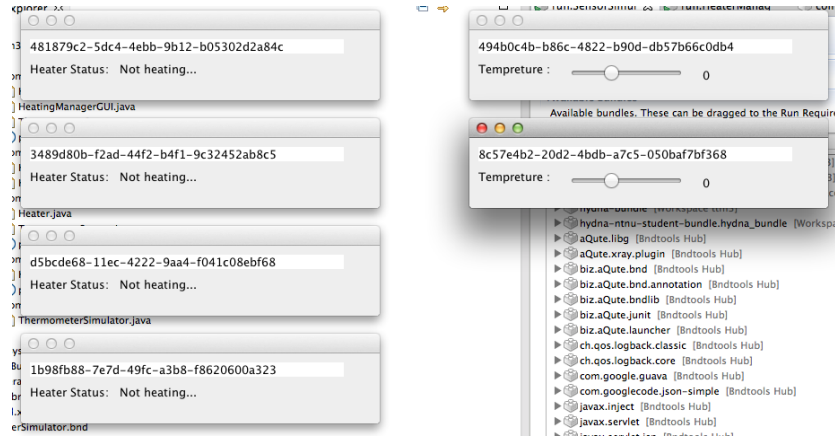 481879c2-5dc4-4ebb-9b12-b05302d2a84c
Heater Status: Not heating...
HeatingManagerGUI.java
3489d80b-f2ad-44f2-b4f1-9c32452ab8c5
Heater Status: Not heating...
Heater.java
d5bcde68-11ec-4222-9aa4-f041c08ebf68
Heater Status: Not heating...
ThermometerSimulator.java
1b98fb88-7e7d-49fc-a3b8-f8620600a323
Heater Status: Not heating...
erSimulator.bnd
494b0c4b-b86c-4822-b90d-db57b66c0db4
Tempreture : 0
Available bundles. These can be dragged to the Run Require
8c57e4b2-20d2-4bdb-a7c5-050baf7bf368
Tempreture : 0
hydna-bundle [Workspace ttm3]
hydna-ntnu-student-bundle.hydna_bundle [Workspa
aQute.libg [Bndtools Hub]
aQute.xray.plugin [Bndtools Hub]
biz.aQute.bnd [Bndtools Hub]
biz.aQute.bnd.annotation [Bndtools Hub]
biz.aQute.bndlib [Bndtools Hub]
biz.aQute.junit [Bndtools Hub]
biz.aQute.launcher [Bndtools Hub]
ch.qos.logback.classic [Bndtools Hub]
ch.qos.logback.core [Bndtools Hub]
com.google.guava [Bndtools Hub]
com.googlecode.json-simple [Bndtools Hub]
javax.inject [Bndtools Hub]
javax.servlet [Bndtools Hub]